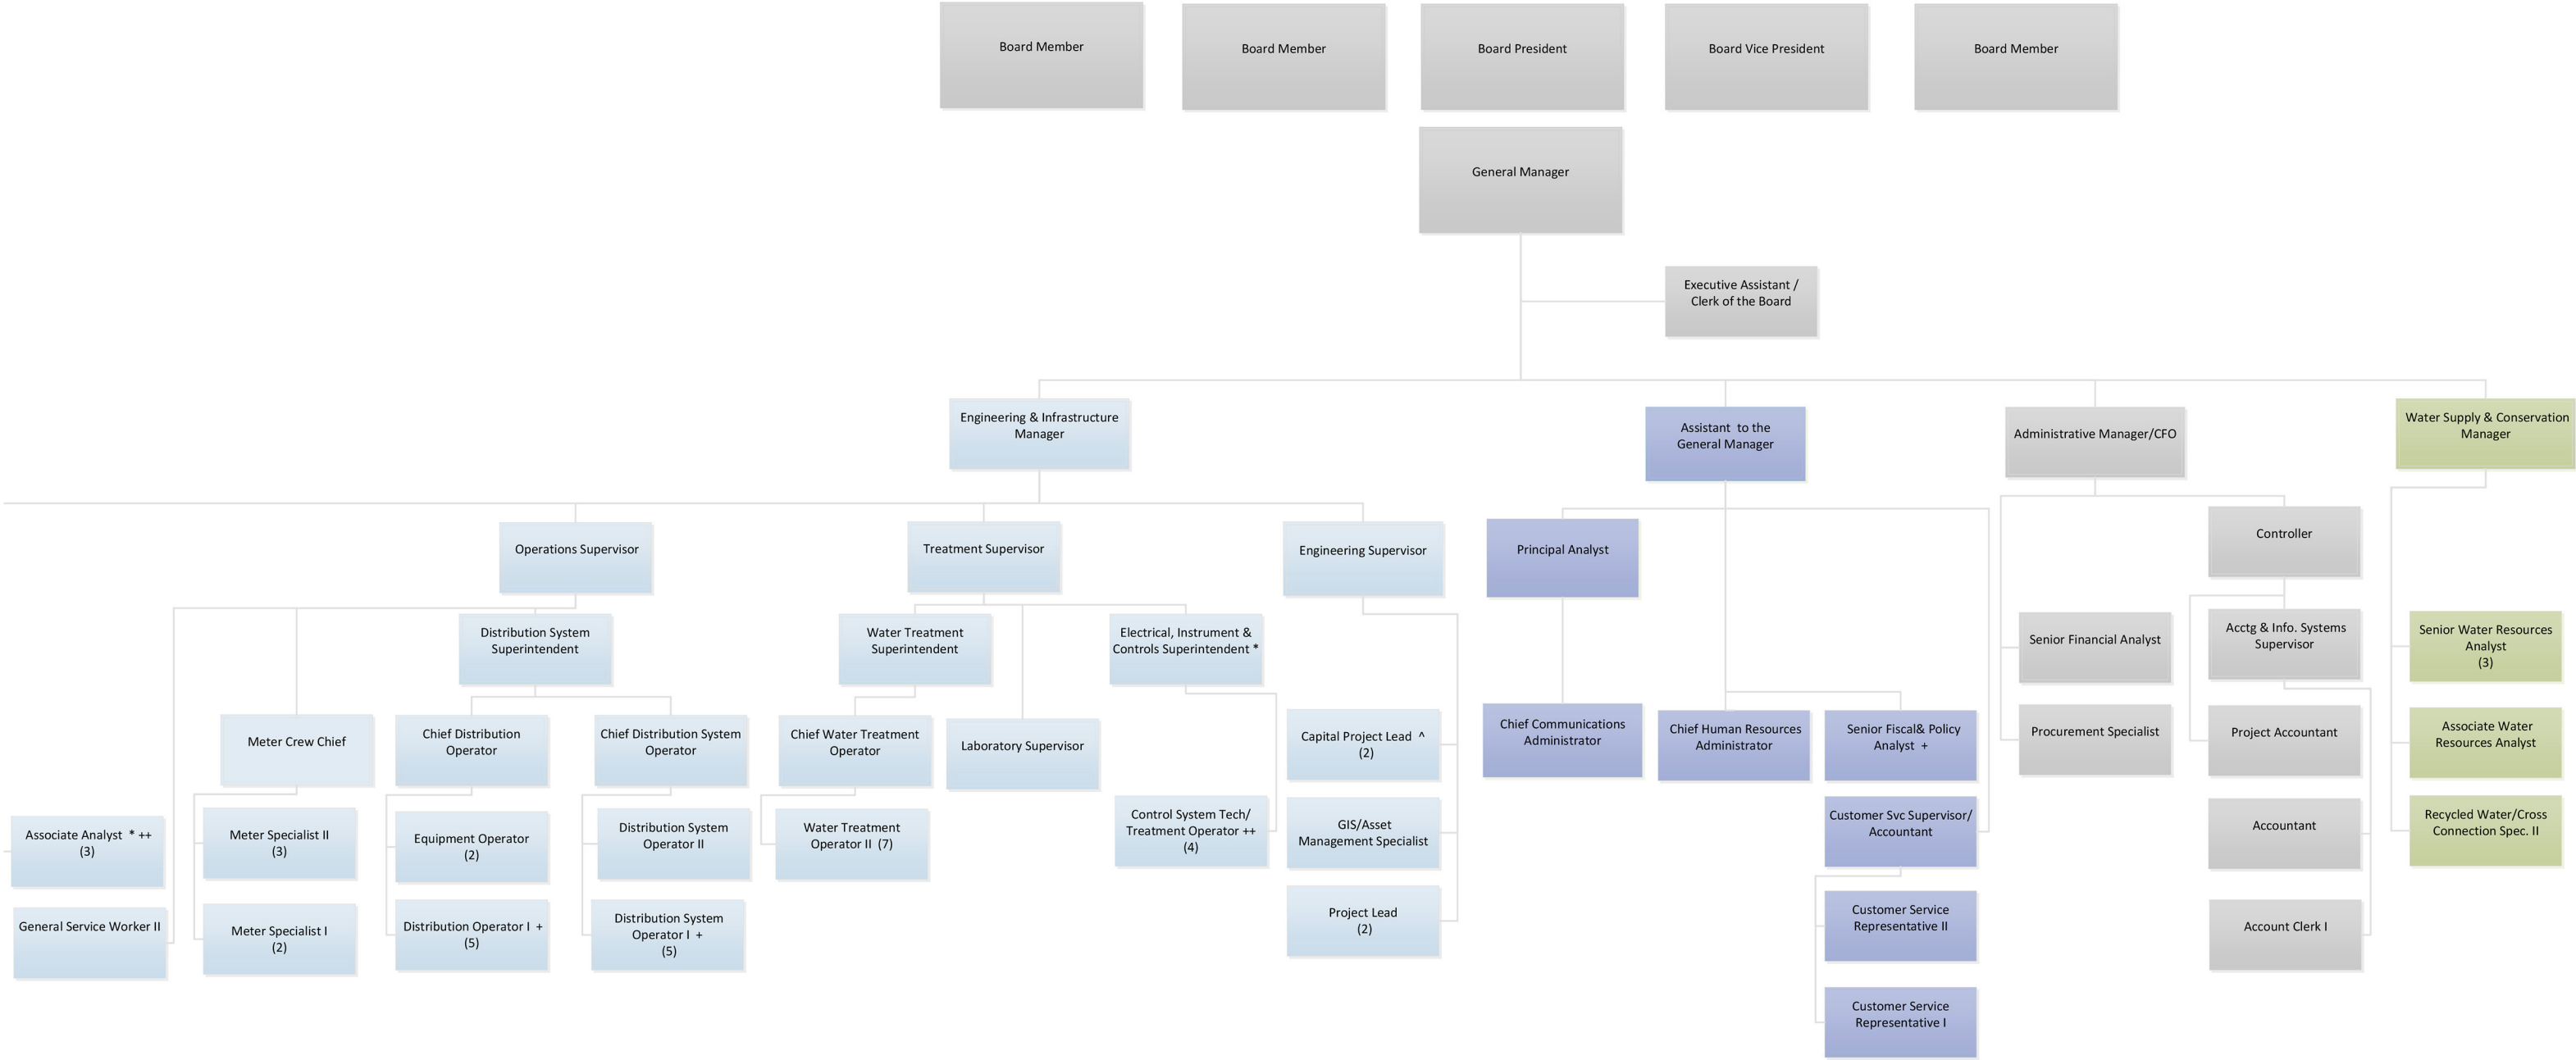 Board Member
Board Member
Board President
Board Vice President
Board Member
General Manager
Executive Assistant /
Clerk of the Board
Engineering & Infrastructure
Manager
Assistant  to the
General Manager
Administrative Manager/CFO
Water Supply & Conservation
Manager
Operations Supervisor
Treatment Supervisor
Engineering Supervisor
Principal Analyst
Controller
Distribution System
Superintendent
Water Treatment
Superintendent
Electrical, Instrument &
Controls Superintendent *
Senior Financial Analyst
Acctg & Info. Systems
Supervisor
Senior Water Resources
Analyst
(3)
Meter Crew Chief
Chief Distribution
Operator
Chief Distribution System
Operator
Chief Water Treatment
Operator
Laboratory Supervisor
Capital Project Lead  ^
(2)
Chief Communications
Administrator
Chief Human Resources
Administrator
Senior Fiscal& Policy
Analyst  +
Procurement Specialist
Project Accountant
Associate Water
Resources Analyst
Associate Analyst  * ++
(3)
Meter Specialist II
(3)
Equipment Operator
(2)
Distribution System
Operator II
Water Treatment
Operator II  (7)
Control System Tech/
Treatment Operator ++
(4)
GIS/Asset
Management Specialist
Customer Svc Supervisor/
Accountant
Accountant
Recycled Water/Cross
Connection Spec. II
General Service Worker II
Meter Specialist I
(2)
Distribution Operator I  +
(5)
Distribution System
Operator I  +
(5)
Project Lead
(2)
Customer Service
Representative II
Account Clerk I
Customer Service
Representative I